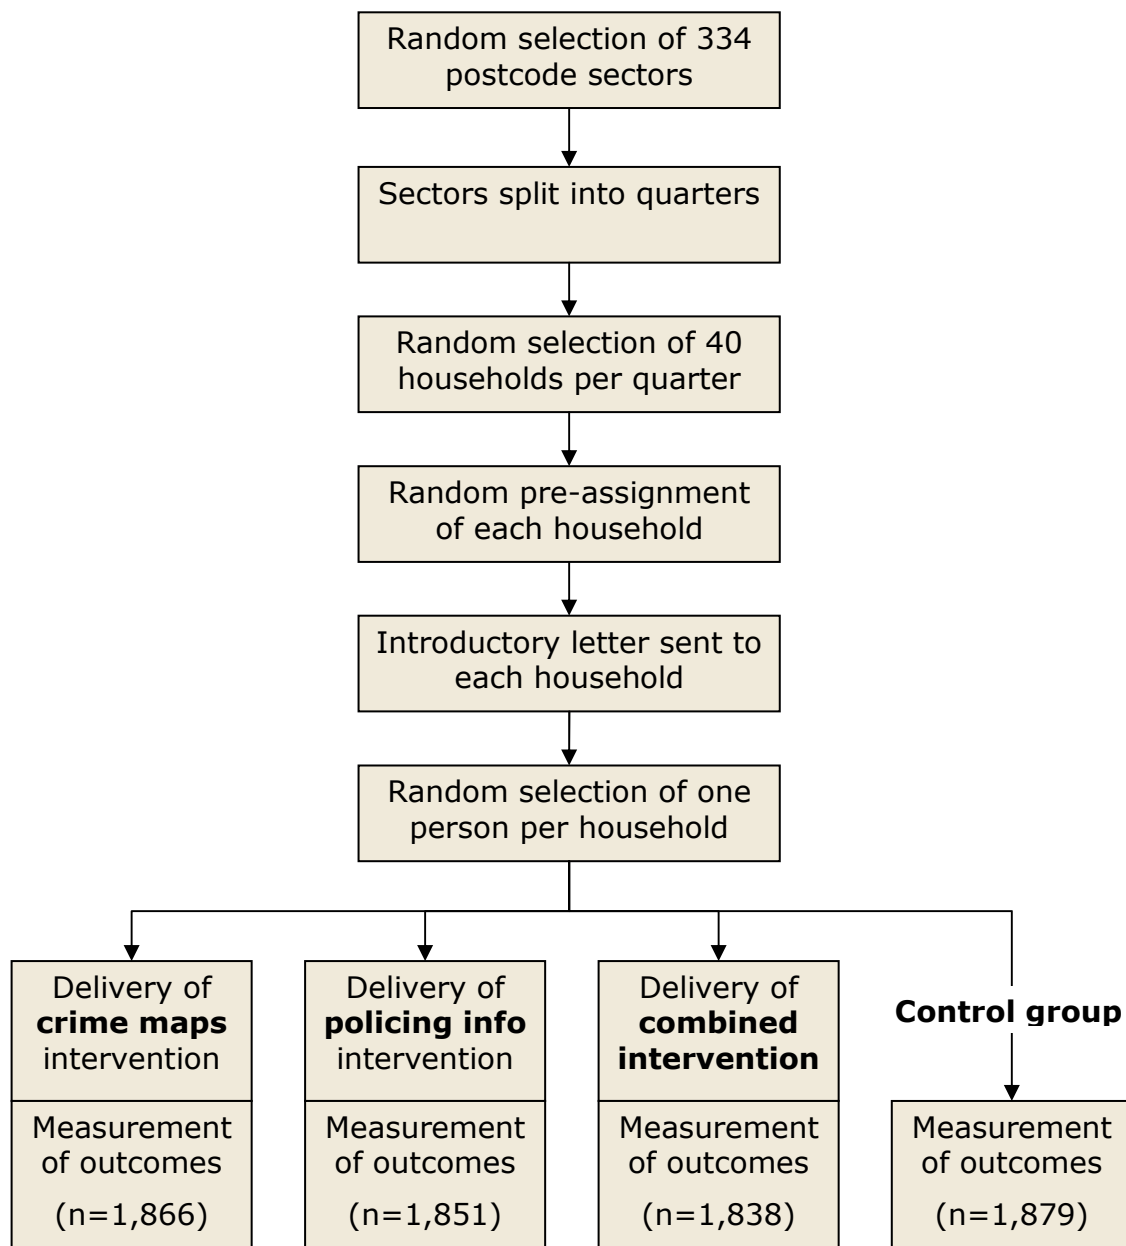 Random selection of 334
postcode sectors
Sectors split into quarters
Random selection of 40
households per quarter
Random pre-assignment
of each household
Introductory letter sent to
each household
Random selection of one
person per household
Delivery of
crime maps
intervention
Delivery of
policing info
intervention
Delivery of
combined
intervention
Control group
Measurement
of outcomes
(n=1,866)
Measurement
of outcomes
(n=1,851)
Measurement
of outcomes
(n=1,838)
Measurement
of outcomes
(n=1,879)